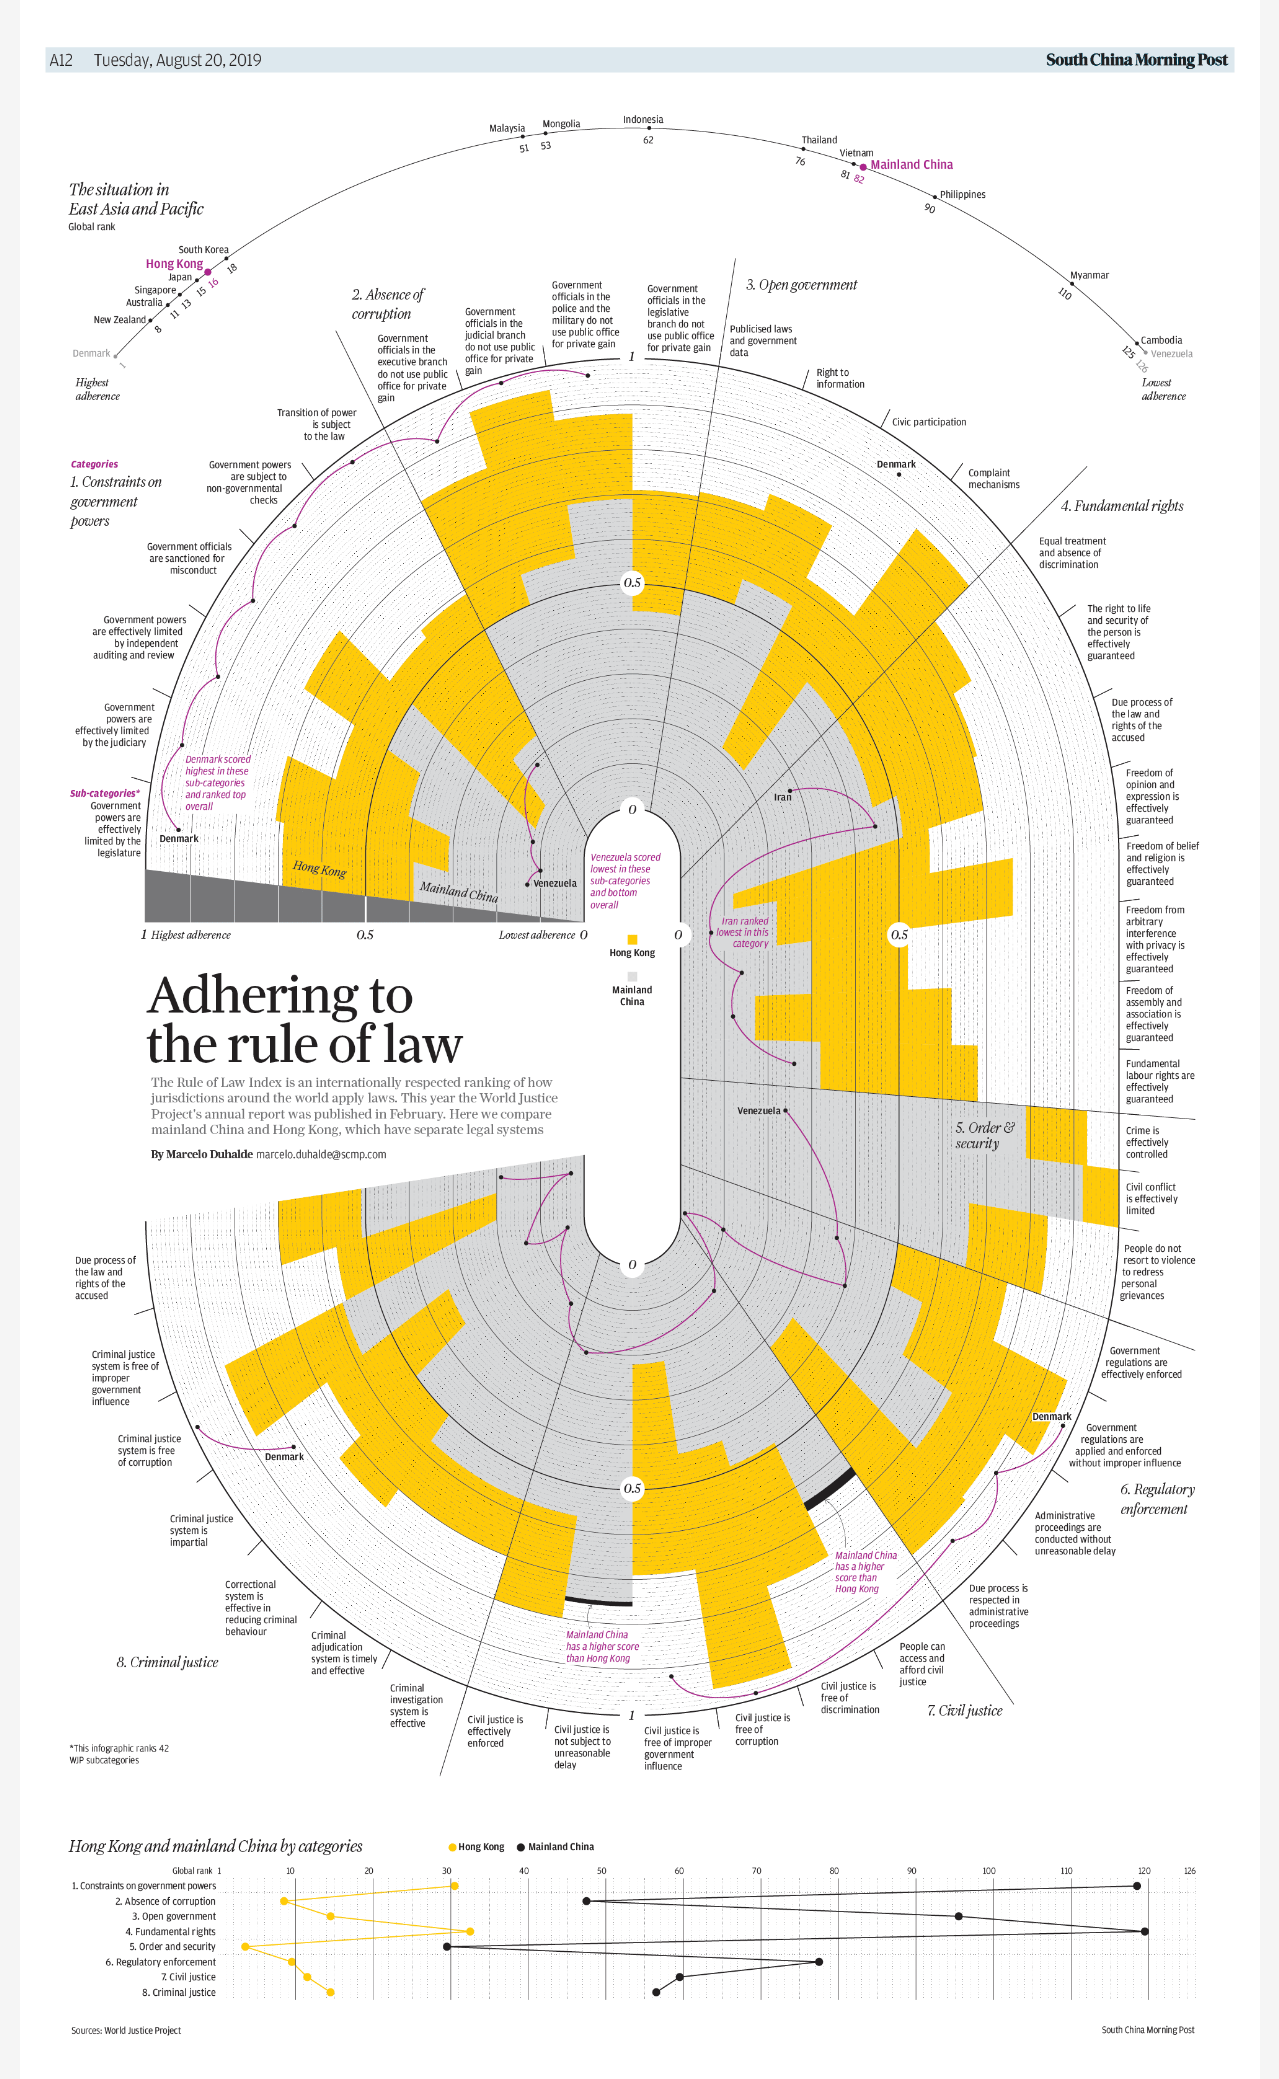 A12 Tuesday, August 20, 2019
South China Morning Post
The situation in
East Asia and Pacific
Global rank
Denmark
1
Highest
adherence
New Zealand
8
Australia
11
Singapore
13
Japan
15
Hong Kong
16
South Korea
18
Malaysia
51
Mongolia
53
Indonesia
62
Thailand
76
Vietnam
81
Mainland China
82
Philippines
90
Myanmar
110
Cambodia
125
Venezuela
126
Lowest
adherence
Categories
1. Constraints on
government
powers
Sub-categories*
Government
powers are
effectively
limited by the
legislature
Government
powers are
effectively limited
by the judiciary
Government powers
are effectively limited
by independent
auditing and review
Government officials
are sanctioned for
misconduct
Government powers
are subject to
non-governmental
checks
Transition of power
is subject
to the law
2. Absence of
corruption
Government
officials in the
executive branch
do not use public
office for private
gain
Government
officials in the
judicial branch
do not use public
office for private
gain
Government
officials in the
police and the
military do not
use public office
for private gain
Government
officials in the
legislative
branch do not
use public office
for private gain
3. Open government
Publicised laws
and government
data
Right to
information
Civic participation
Denmark
Complaint
mechanisms
4. Fundamental rights
Equal treatment
and absence of
discrimination
The right to life
and security of
the person is
effectively
guaranteed
Due process of
the law and
rights of the
accused
Freedom of
opinion and
expression is
effectively
guaranteed
Freedom of belief
and religion is
effectively
guaranteed
Freedom from
arbitrary
interference
with privacy is
effectively
guaranteed
Freedom of
assembly and
association is
effectively
guaranteed
Fundamental
labour rights are
effectively
guaranteed
1
0.5
0
Denmark scored
highest in these
sub-categories
and ranked top
overall
Denmark
Hong Kong
Mainland China
Venezuela
Venezuela scored
lowest in these
sub-categories
and bottom
overall
Iran
Iran ranked
lowest in this
category
1 Highest adherence
0.5
Lowest adherence 0
0
0.5
Hong Kong
Mainland
China
Adhering to
the rule of law
The Rule of Law Index is an internationally respected ranking of how
jurisdictions around the world apply laws. This year the World Justice
Project's annual report was published in February. Here we compare
mainland China and Hong Kong, which have separate legal systems
By Marcelo Duhalde marcelo.duhalde@scmp.com
Venezuela
5. Order &
security
Crime is
effectively
controlled
Civil conflict
is effectively
limited
People do not
resort to violence
to redress
personal
grievances
Government
regulations are
effectively enforced
Denmark
Government
regulations are
applied and enforced
without improper influence
6. Regulatory
enforcement
Administrative
proceedings are
conducted without
unreasonable delay
Due process is
respected in
administrative
proceedings
People can
access and
afford civil
justice
7. Civil justice
Civil justice is
free of
discrimination
Civil justice is
free of
corruption
Civil justice is
free of improper
government
influence
Civil justice is
not subject to
unreasonable
delay
Civil justice is
effectively
enforced
0
0.5
1
Mainland China
has a higher
score than
Hong Kong
Mainland China
has a higher score
than Hong Kong
Due process of
the law and
rights of the
accused
Criminal justice
system is free of
improper
government
influence
Criminal justice
system is free
of corruption
Denmark
Criminal justice
system is
impartial
Correctional
system is
effective in
reducing criminal
behaviour
Criminal
adjudication
system is timely
and effective
Criminal
investigation
system is
effective
8. Criminal justice
*This infographic ranks 42
WJP subcategories
Hong Kong and mainland China by categories
Hong Kong Mainland China
Global rank 1 10 20 30 40 50 60 70 80 90 100 110 120 126
1. Constraints on government powers
2. Absence of corruption
3. Open government
4. Fundamental rights
5. Order and security
6. Regulatory enforcement
7. Civil justice
8. Criminal justice
Sources: World Justice Project
South China Morning Post